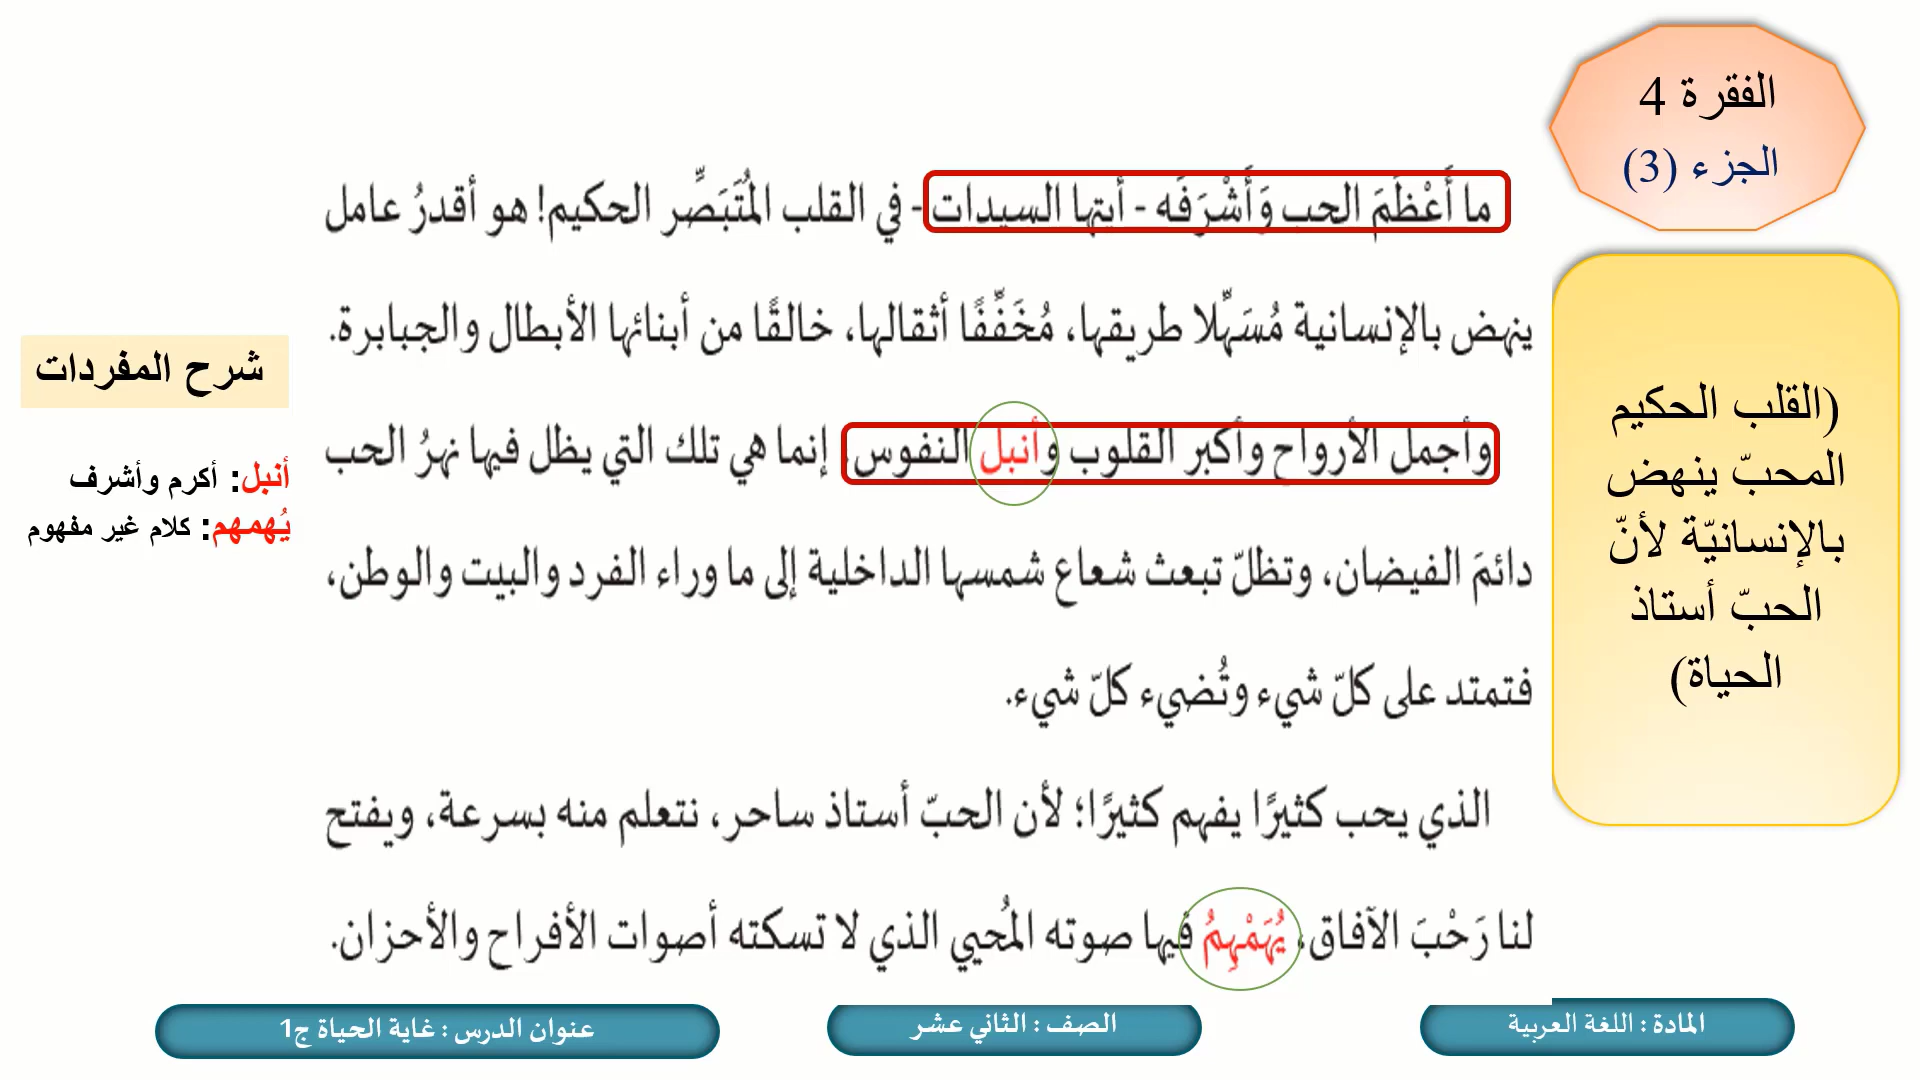 الفقرة 4
الجزء (3)
ما أَعْظَمَ الحب وَأَشْرَفَه - أيتها السيدات - في القلب المُتَبَصِّر الحكيم! هو أقدرُ عامل
ينهض بالإنسانية مُسَهِّلا طريقها، مُخَفِّفًا أثقالها، خالقًا من أبنائها الأبطال والجبابرة.
وأجمل الأرواح وأكبر القلوب وأنبل النفوس، إنما هي تلك التي يظل فيها نهرُ الحب
دائمَ الفيضان، وتظلّ تبعث شعاع شمسها الداخلية إلى ما وراء الفرد والبيت والوطن،
فتمتد على كلّ شيء وتُضيء كلّ شيء.
الذي يحب كثيرًا يفهم كثيرًا؛ لأن الحبّ أستاذ ساحر، نتعلم منه بسرعة، ويفتح
لنا رَحْبَ الآفاق، يُهَمْهِمُ فيها صوته المُحيي الذي لا تسكته أصوات الأفراح والأحزان.
(القلب الحكيم
المحبّ ينهض
بالإنسانيّة لأنّ
الحبّ أستاذ
الحياة)
شرح المفردات
أنبل: أكرم وأشرف
يُهمهم: كلام غير مفهوم
المادة : اللغة العربية
الصف : الثاني عشر
عنوان الدرس : غاية الحياة ج1